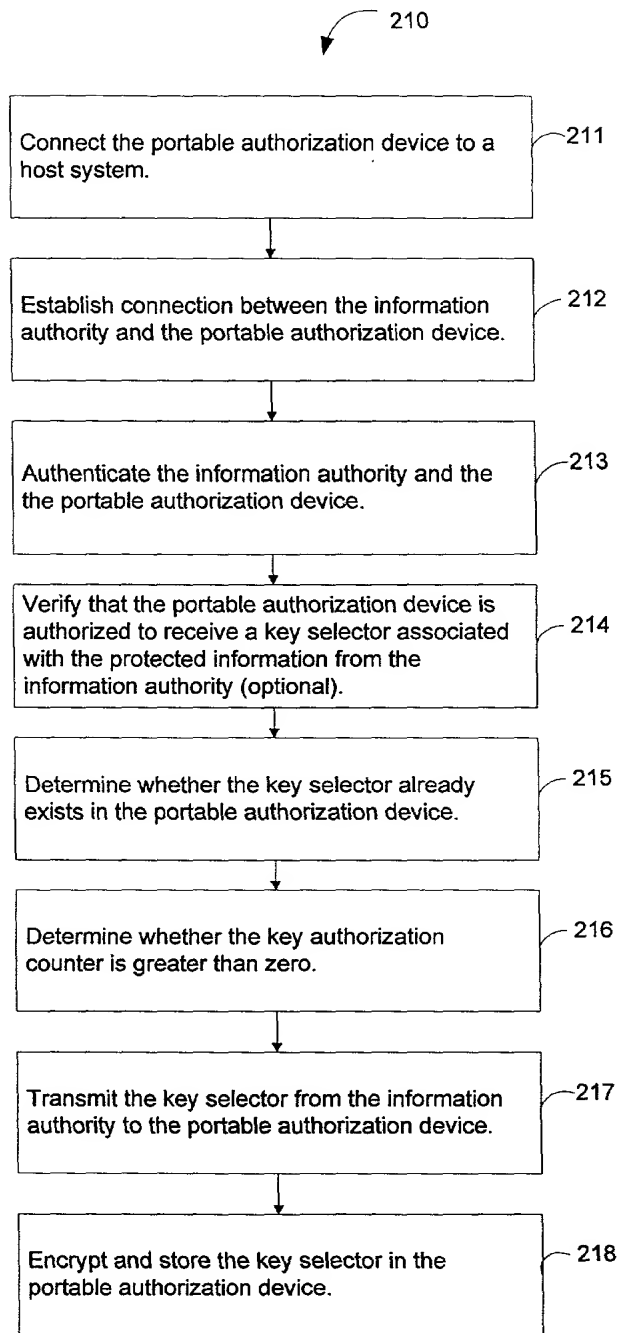 210
Connect the portable authorization device to a
host system.
211
Establish connection between the information
authority and the portable authorization device.
212
Authenticate the information authority and the
the portable authorization device.
213
Verify that the portable authorization device is
authorized to receive a key selector associated
with the protected information from the
information authority (optional).
214
Determine whether the key selector already
exists in the portable authorization device.
215
Determine whether the key authorization
counter is greater than zero.
216
Transmit the key selector from the information
authority to the portable authorization device.
217
Encrypt and store the key selector in the
portable authorization device.
218